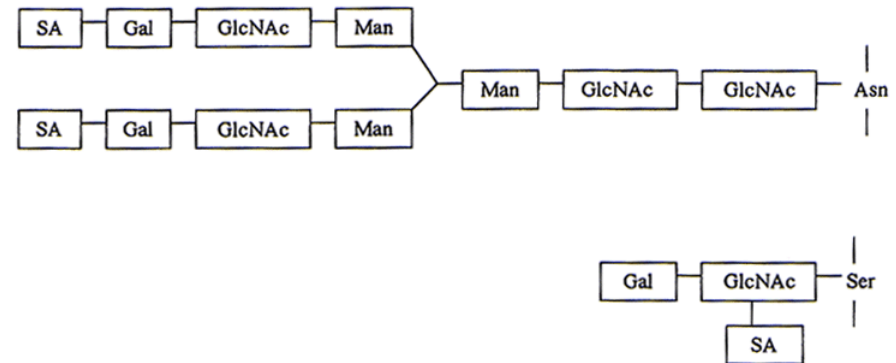 SA Gal GlcNAc Man
Man GlcNAc GlcNAc Asn
SA Gal GlcNAc Man
Gal GlcNAc Ser
SA